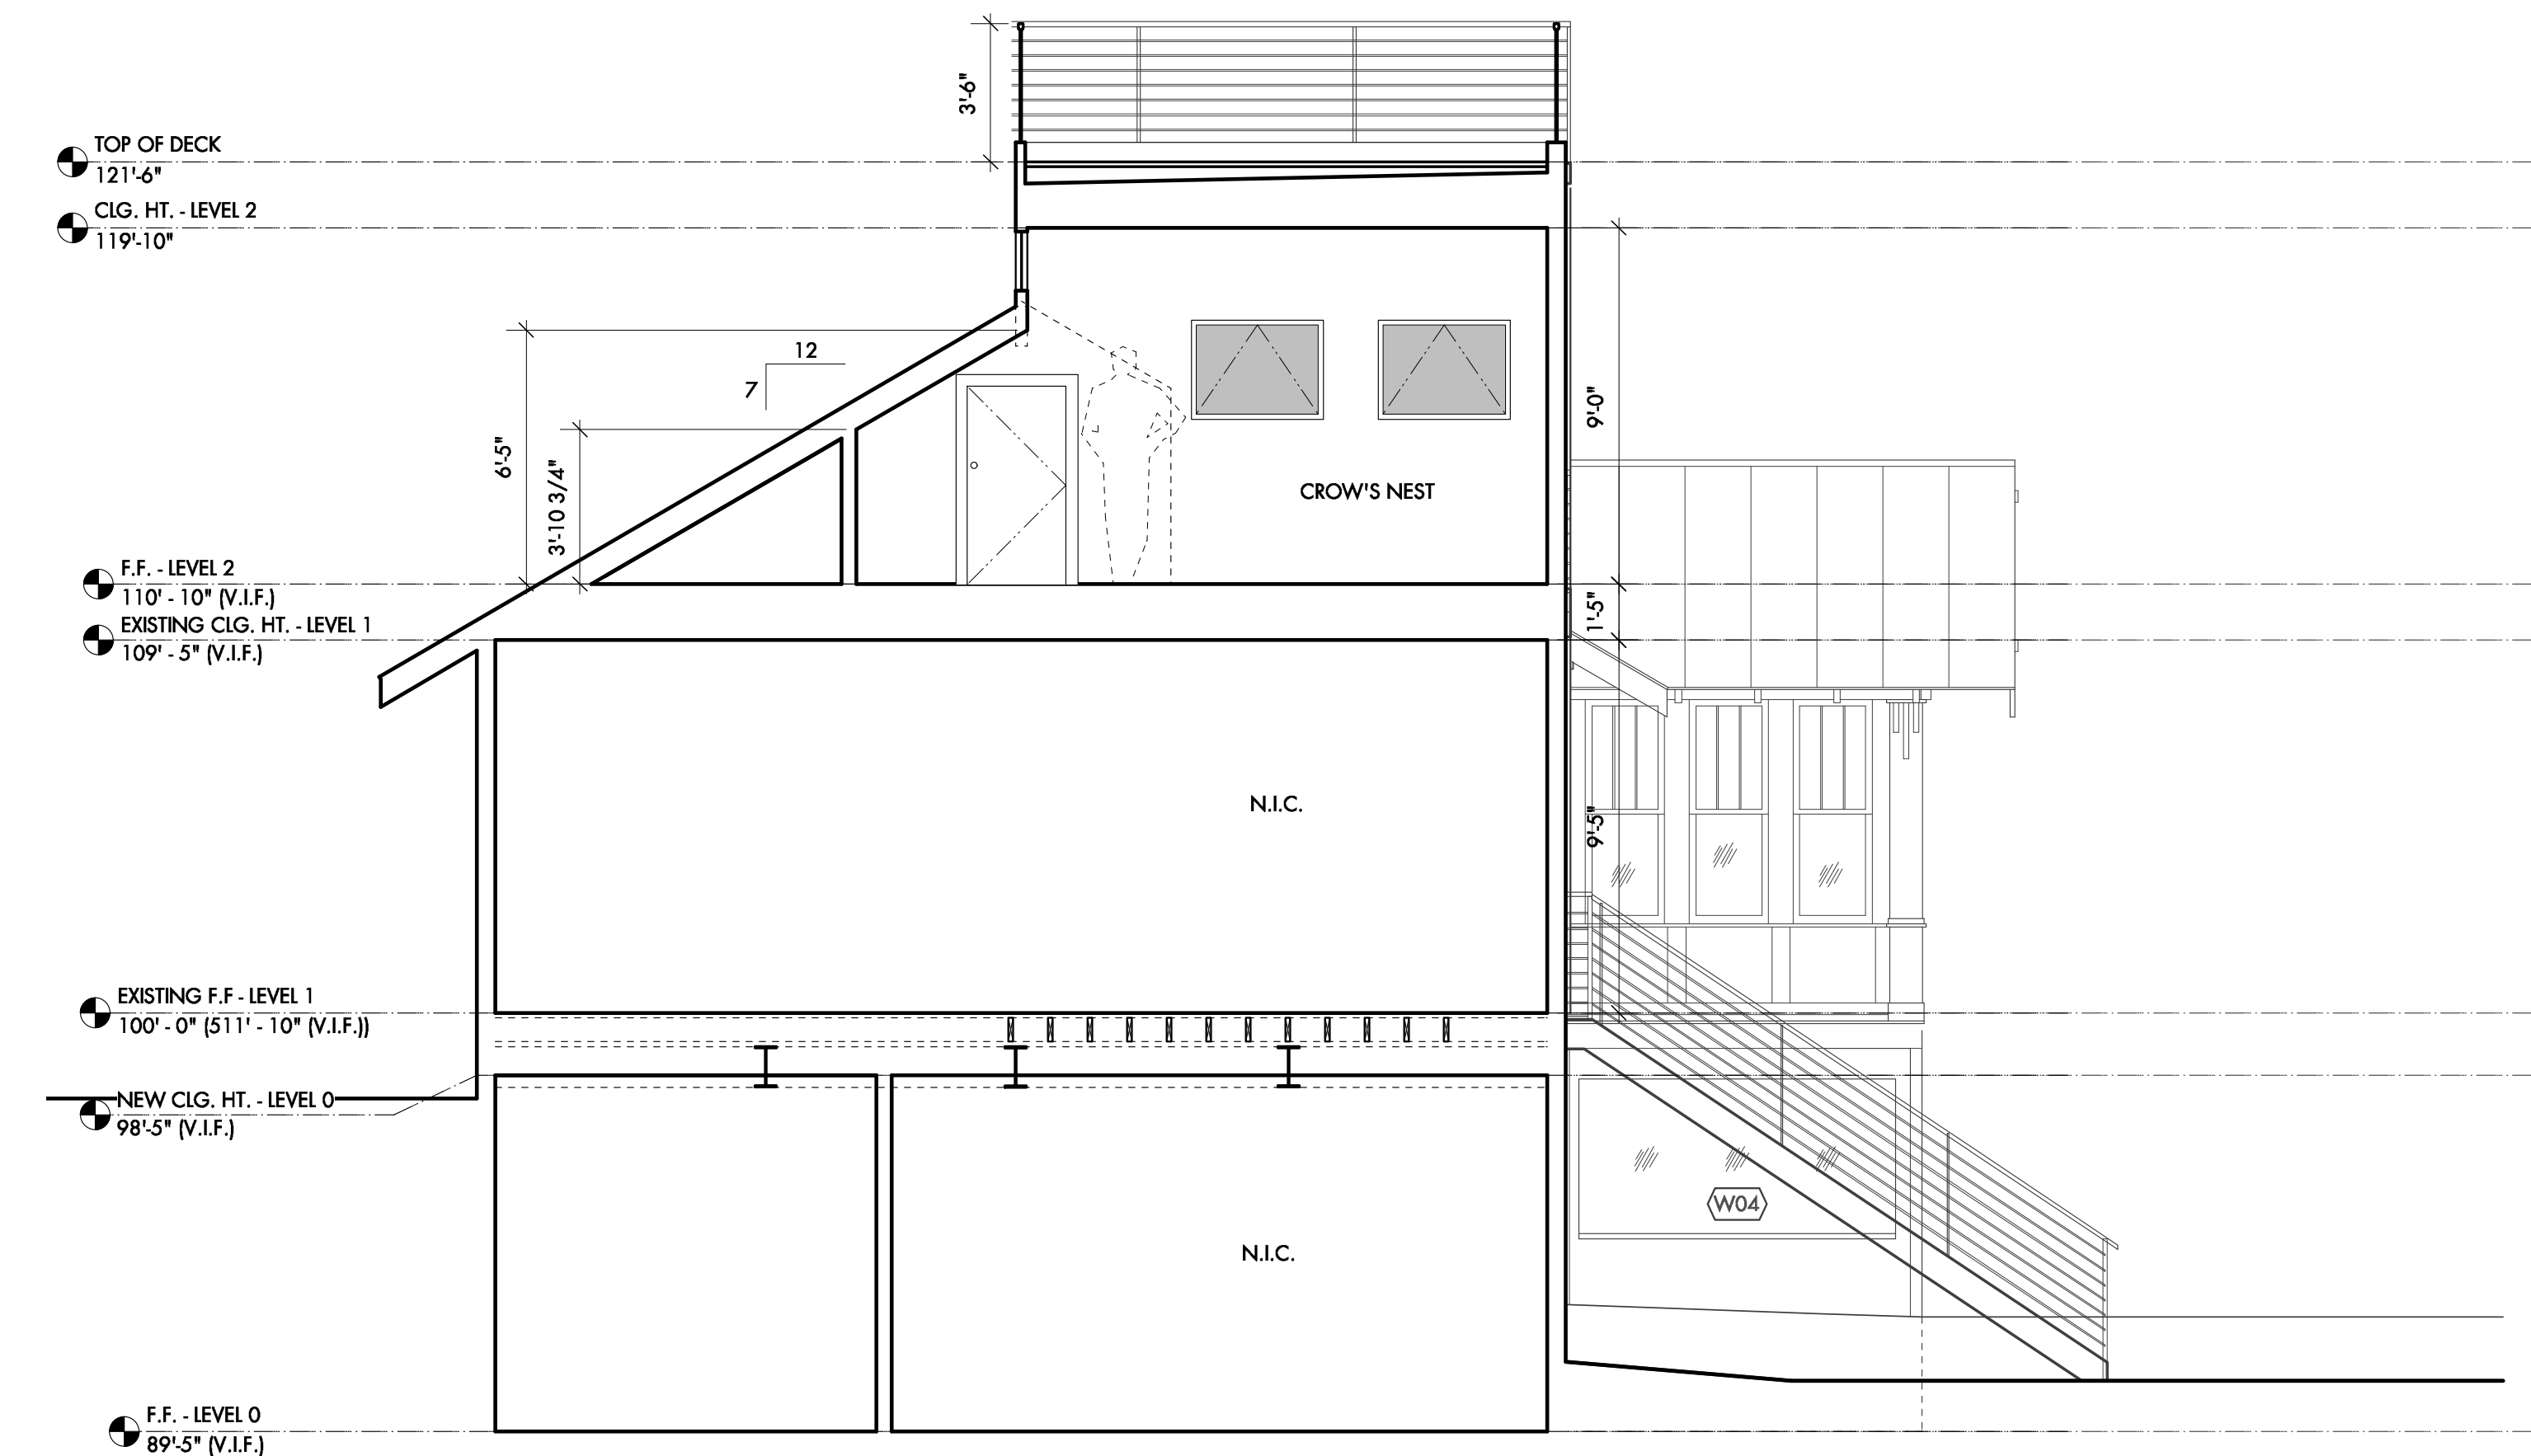 3'-6"
TOP OF DECK
121'-6"
CLG. HT. - LEVEL 2
119'-10"
12
7
6'-5"
3'-10 3/4"
9'-0"
CROW'S NEST
F.F. - LEVEL 2
110' - 10" (V.I.F.)
1'-5"
EXISTING CLG. HT. - LEVEL 1
109' - 5" (V.I.F.)
N.I.C.
9'-5"
EXISTING F.F - LEVEL 1
100' - 0" (511' - 10" (V.I.F.))
NEW CLG. HT. - LEVEL 0
98'-5" (V.I.F.)
W04
N.I.C.
F.F. - LEVEL 0
89'-5" (V.I.F.)